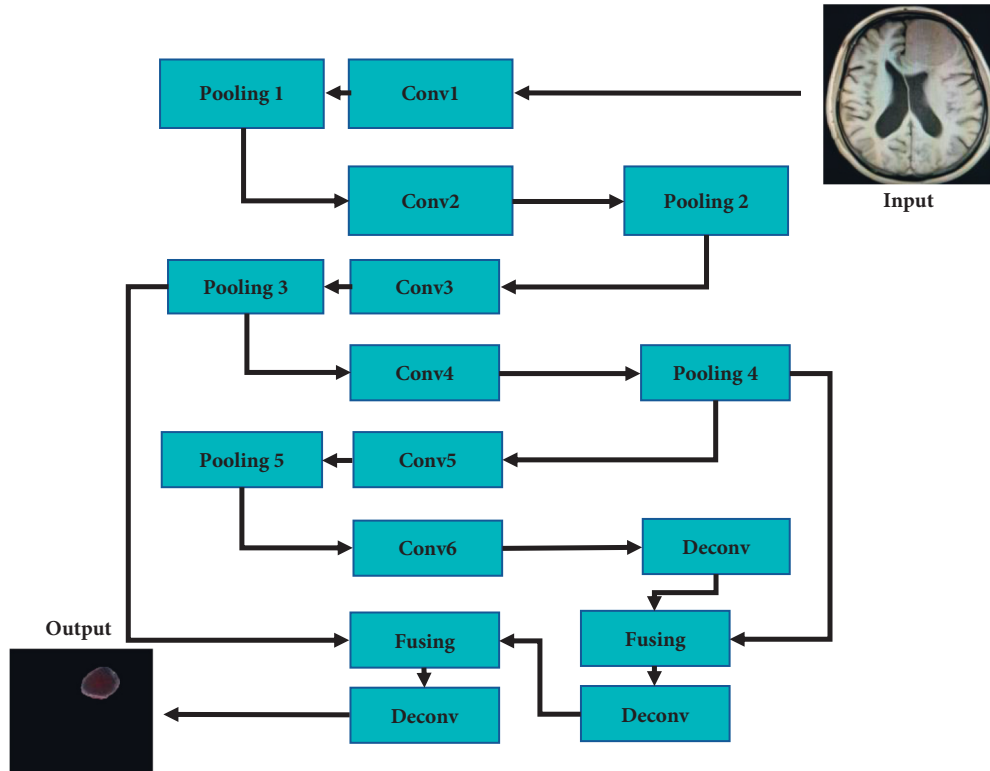 Pooling 1
Conv1
Input
Conv2
Pooling 2
Pooling 3
Conv3
Conv4
Pooling 4
Pooling 5
Conv5
Conv6
Deconv
Output
Fusing
Fusing
Deconv
Deconv